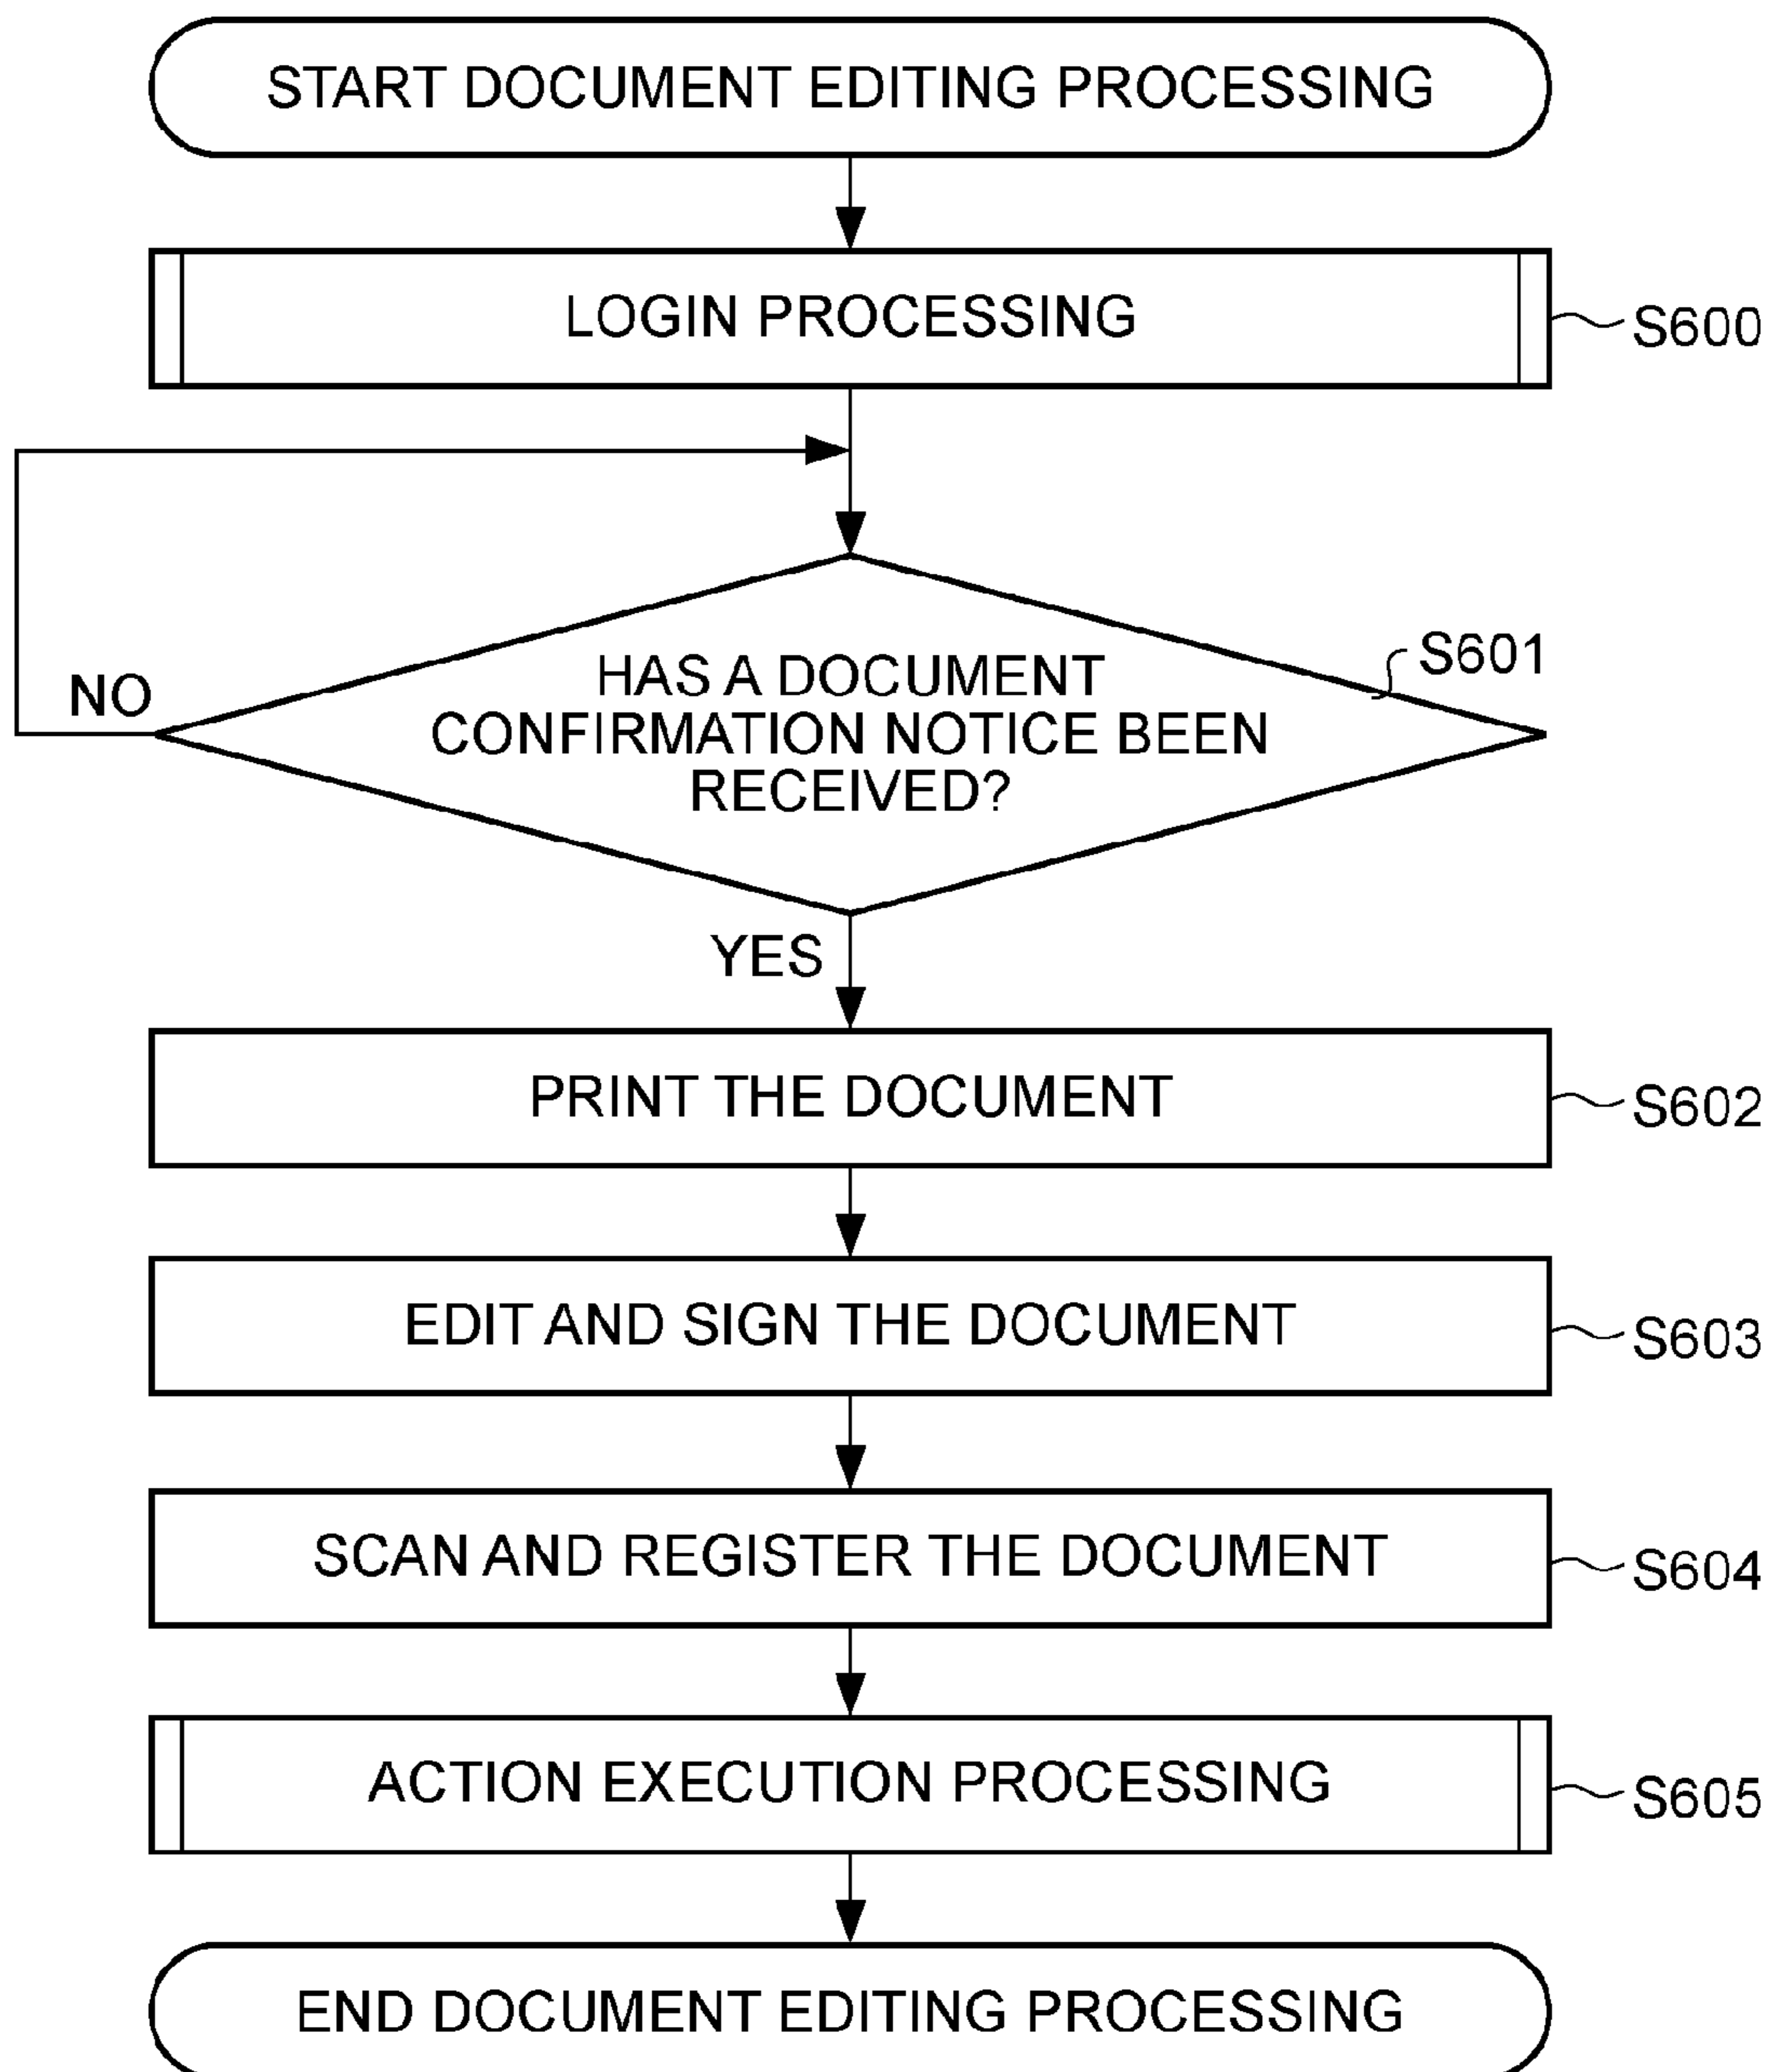 START DOCUMENT EDITING PROCESSING
LOGIN PROCESSING
S600
HAS A DOCUMENT
CONFIRMATION NOTICE BEEN
RECEIVED?
S601
NO
YES
PRINT THE DOCUMENT
S602
EDIT AND SIGN THE DOCUMENT
S603
SCAN AND REGISTER THE DOCUMENT
S604
ACTION EXECUTION PROCESSING
S605
END DOCUMENT EDITING PROCESSING